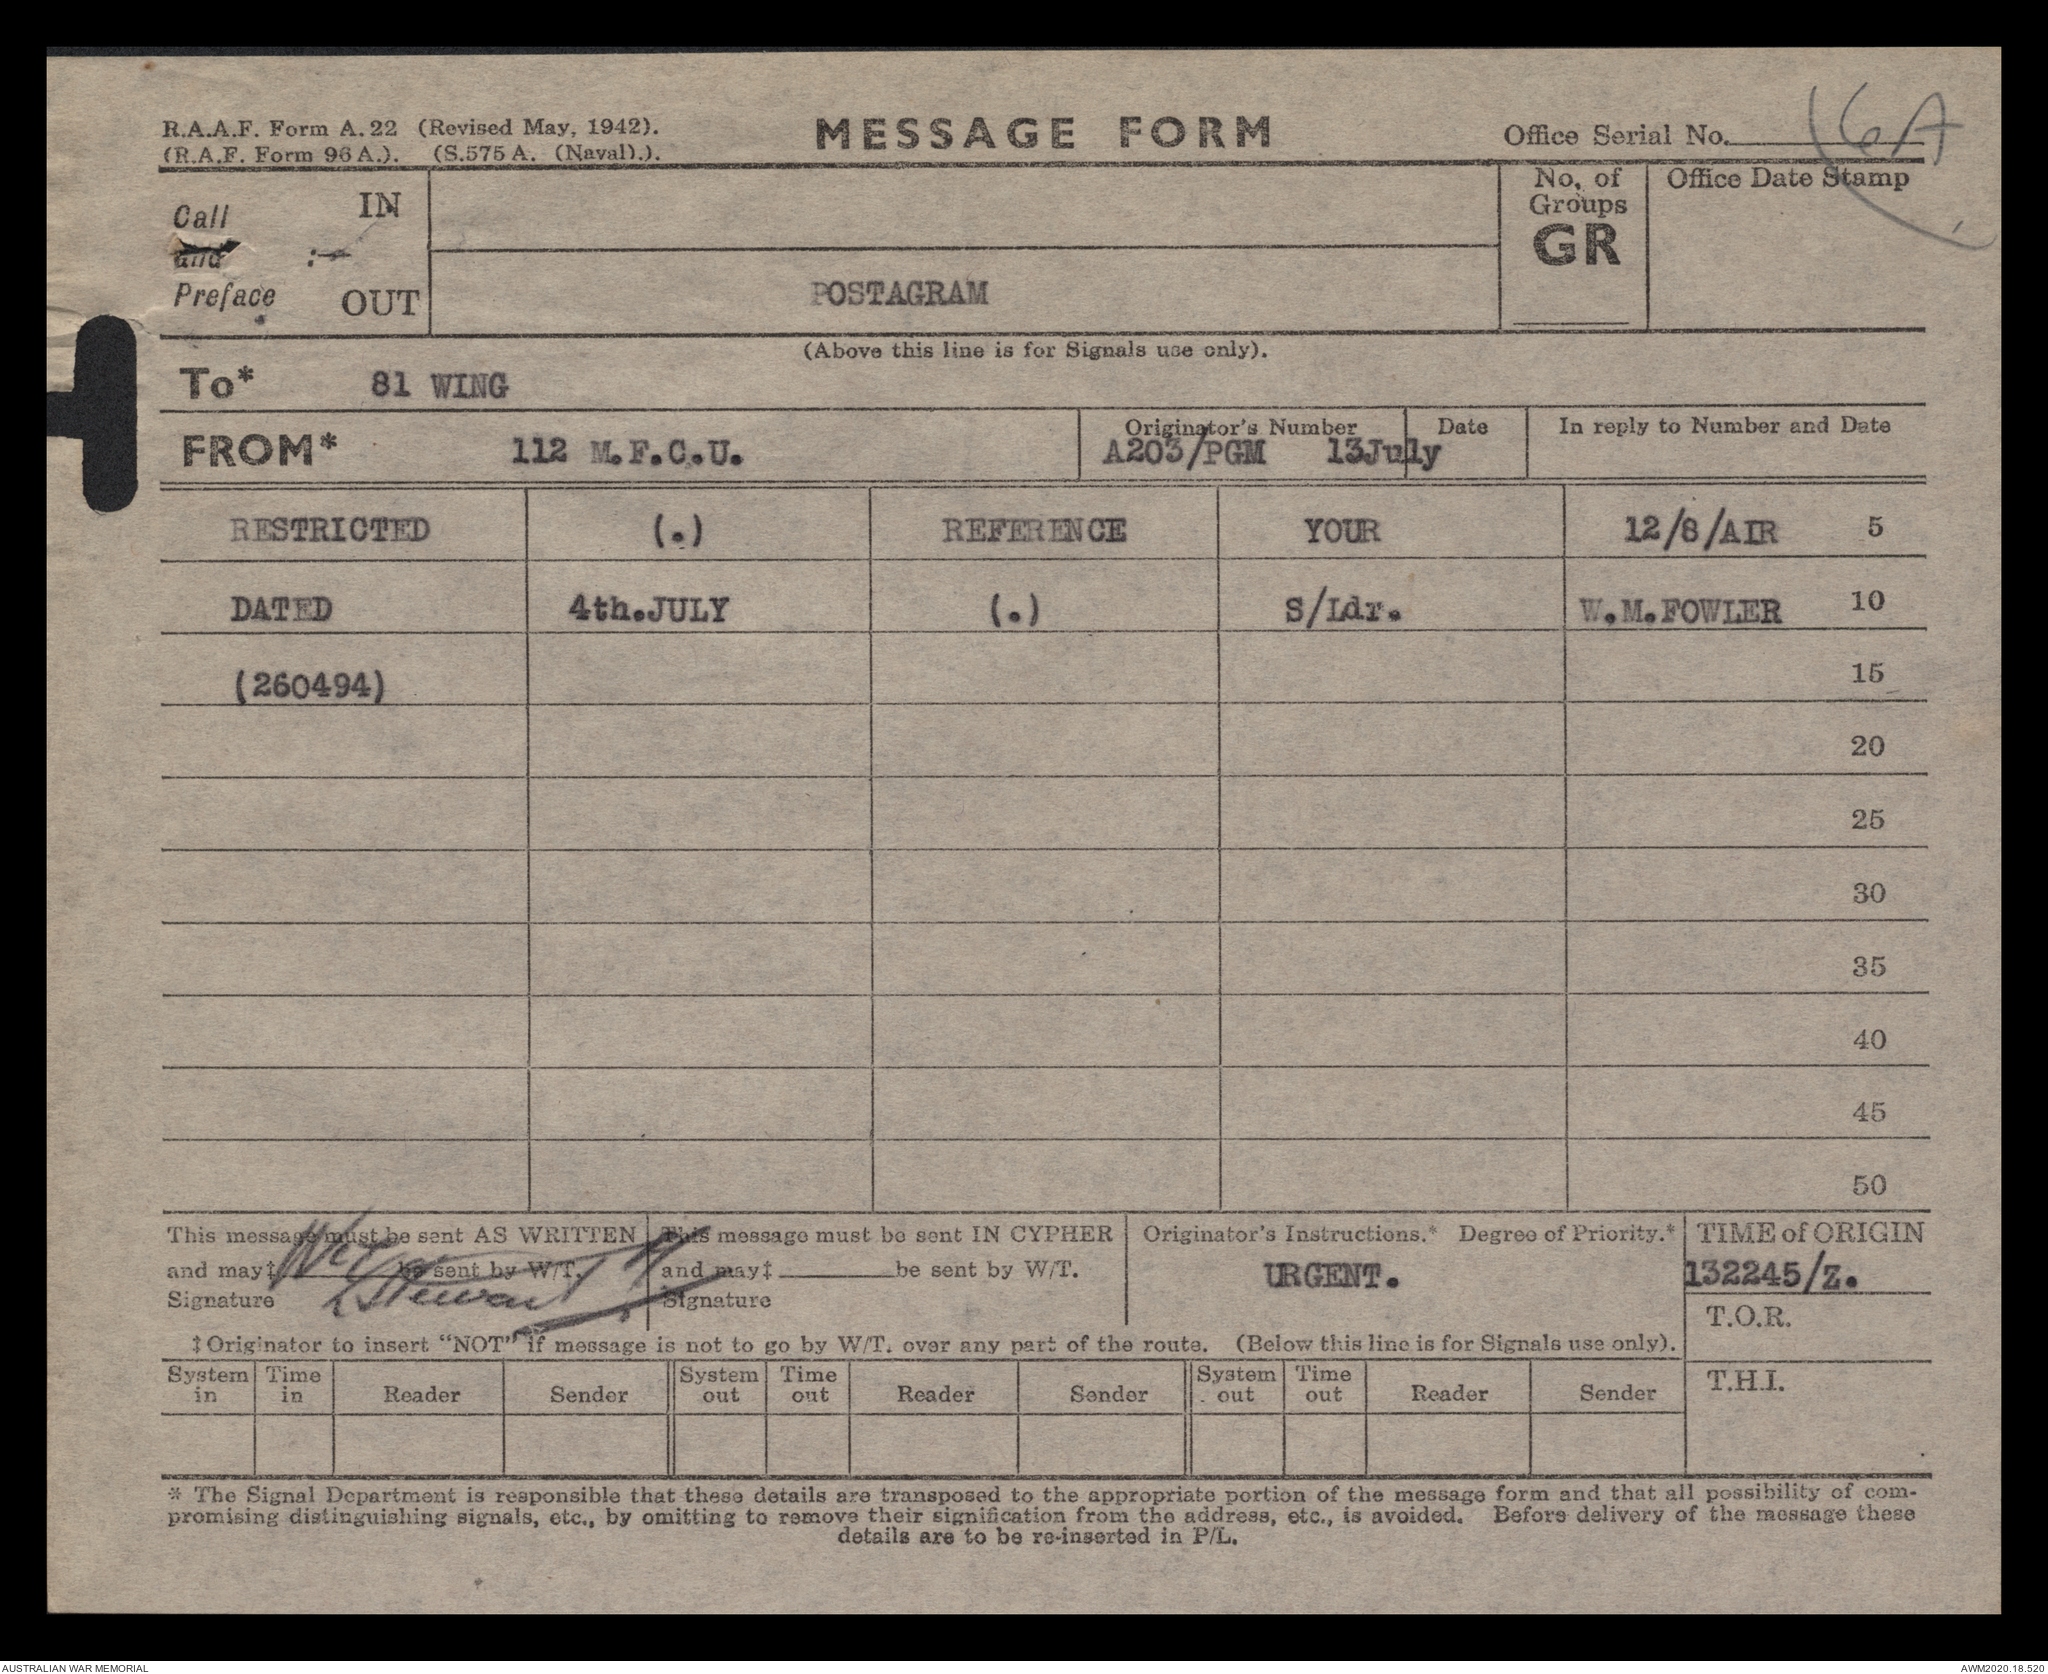 R.A.A.F. Form A. 22 (Revised May, 1942).
(R.A.F. Form 96 A.). (S.575 A. (Naval).).
MESSAGE FORM
Office Serial No. 16A
Call and Preface :— IN
OUT
POSTAGRAM
No. of Groups
GR
Office Date Stamp
(Above this line is for Signals use only).
To* 81 WING
FROM* 112 M.F.C.U.
Originator's Number Date In reply to Number and Date
A203/PGM 13July
RESTRICTED (.) REFERENCE YOUR 12/8/AIR 5
DATED 4th.JULY (.) S/Ldr. W.M.FOWLER 10
(260494) 15
20
25
30
35
40
45
50
This message must be sent AS WRITTEN
and may‡ be sent by W/T.
Signature Stewart
This message must be sent IN CYPHER
and may‡ be sent by W/T.
Signature
Originator's Instructions.* Degree of Priority.*
URGENT.
TIME of ORIGIN
132245/Z.
T.O.R.
T.H.I.
‡ Originator to insert "NOT" if message is not to go by W/T. over any part of the route. (Below this line is for Signals use only).
System in Time in Reader Sender System out Time out Reader Sender System out Time out Reader Sender
* The Signal Department is responsible that these details are transposed to the appropriate portion of the message form and that all possibility of com-
promising distinguishing signals, etc., by omitting to remove their signification from the address, etc., is avoided. Before delivery of the message these
details are to be re-inserted in P/L.
AUSTRALIAN WAR MEMORIAL
AWM2020.18.520